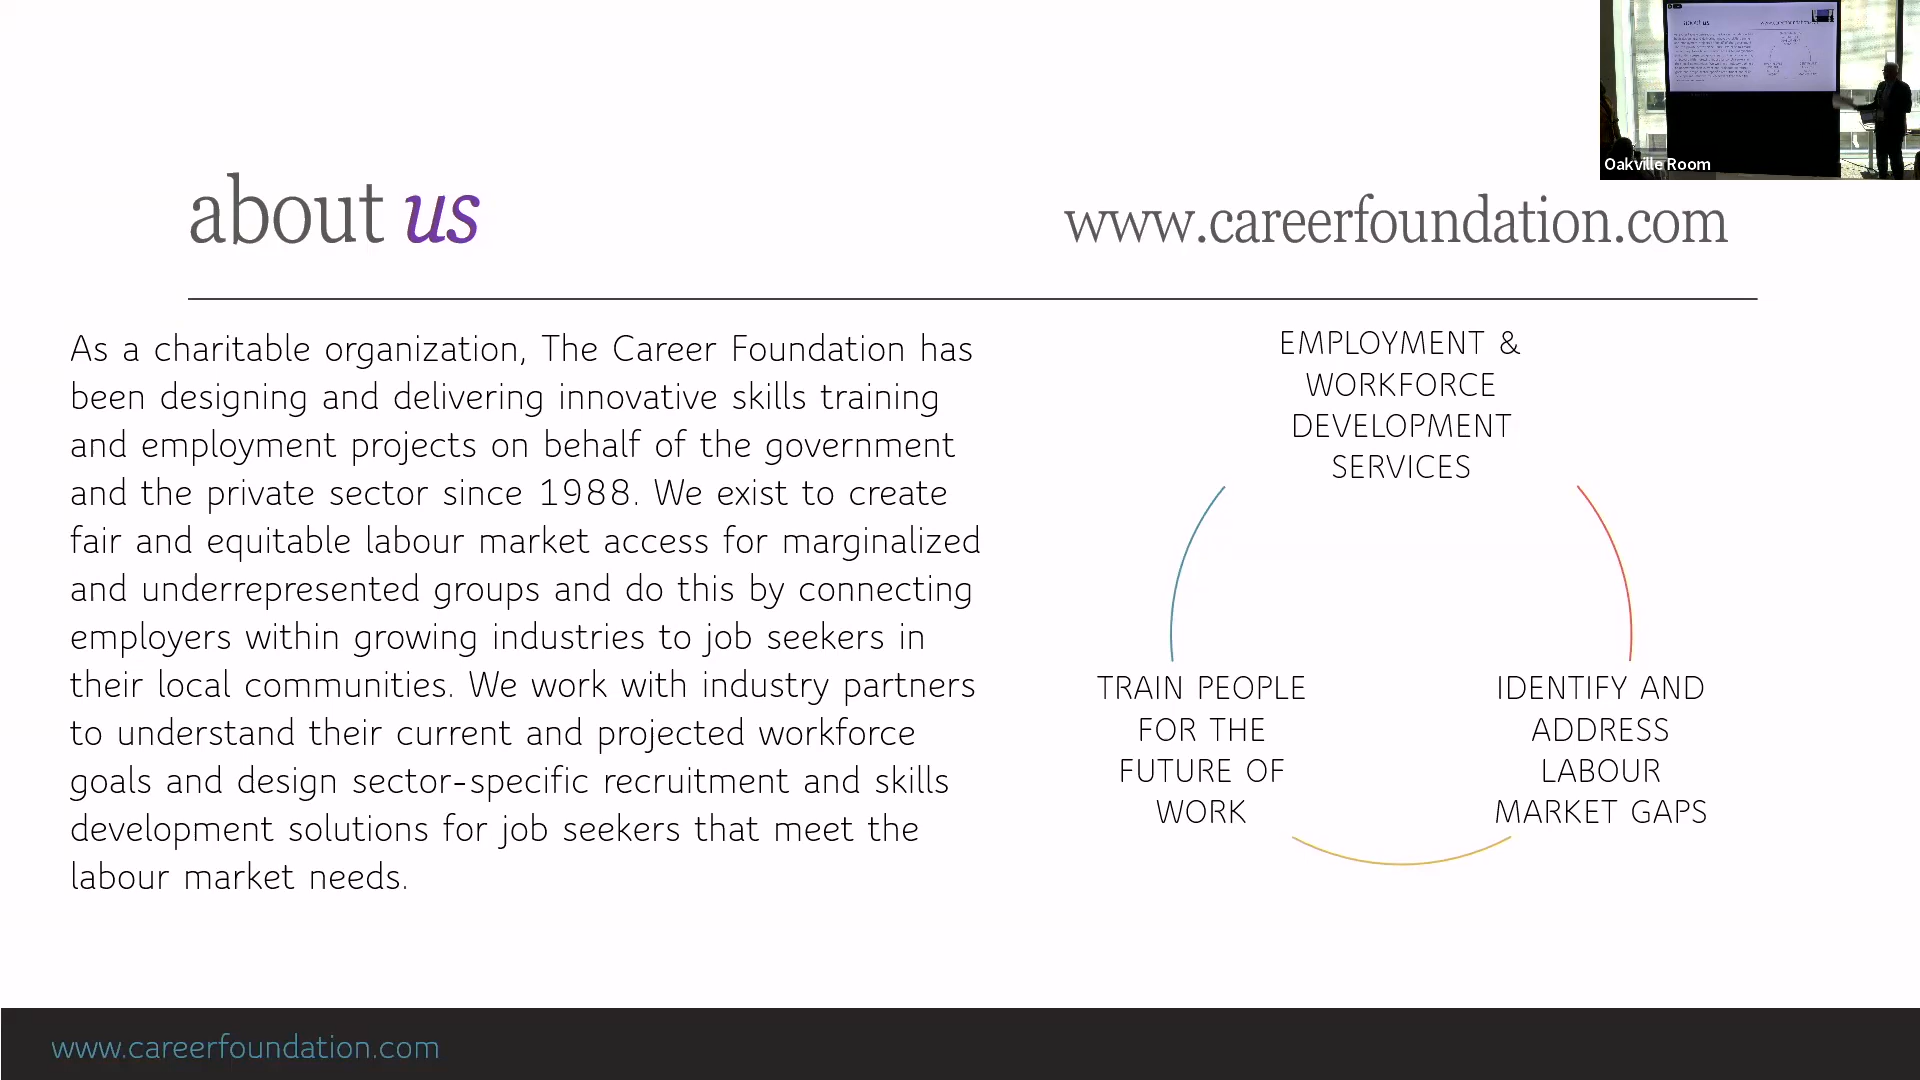 about us
www.careerfoundation.com
As a charitable organization, The Career Foundation has
been designing and delivering innovative skills training
and employment projects on behalf of the government
and the private sector since 1988. We exist to create
fair and equitable labour market access for marginalized
and underrepresented groups and do this by connecting
employers within growing industries to job seekers in
their local communities. We work with industry partners
to understand their current and projected workforce
goals and design sector-specific recruitment and skills
development solutions for job seekers that meet the
labour market needs.
EMPLOYMENT &
WORKFORCE
DEVELOPMENT
SERVICES
TRAIN PEOPLE
FOR THE
FUTURE OF
WORK
IDENTIFY AND
ADDRESS
LABOUR
MARKET GAPS
www.careerfoundation.com
Oakville Room
about us